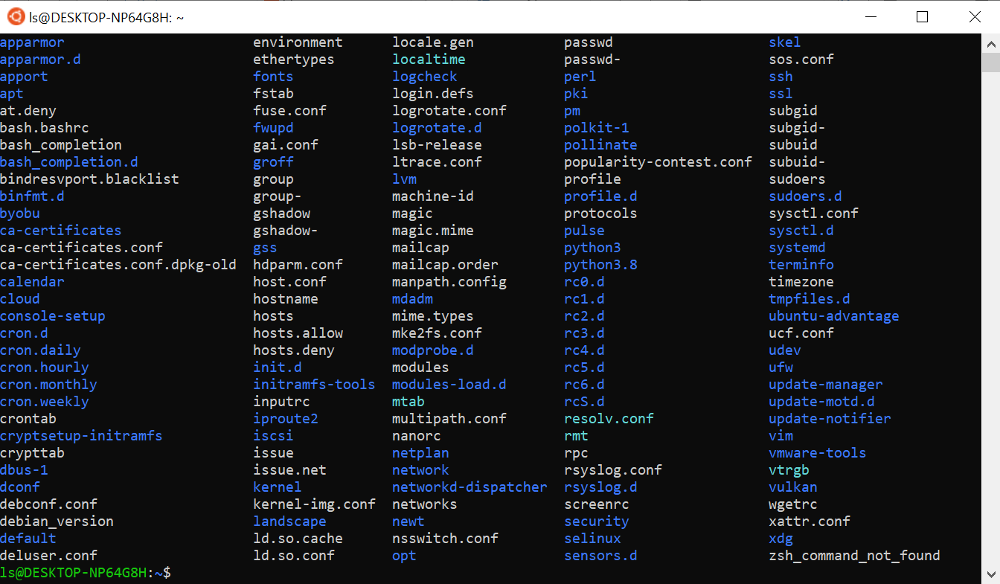 ls@DESKTOP-NP64G8H: ~
apparmor environment locale.gen passwd skel
apparmor.d ethertypes localtime passwd- sos.conf
apport fonts logcheck perl ssh
apt fstab login.defs pki ssl
at.deny fuse.conf logrotate.conf pm subgid
bash.bashrc fwupd logrotate.d polkit-1 subgid-
bash_completion gai.conf lsb-release pollinate subuid
bash_completion.d groff ltrace.conf popularity-contest.conf subuid-
bindresvport.blacklist group lvm profile sudoers
binfmt.d group- machine-id profile.d sudoers.d
byobu gshadow magic protocols sysctl.conf
ca-certificates gshadow- magic.mime pulse sysctl.d
ca-certificates.conf gss mailcap python3 systemd
ca-certificates.conf.dpkg-old hdparm.conf mailcap.order python3.8 terminfo
calendar host.conf manpath.config rc0.d timezone
cloud hostname mdadm rc1.d tmpfiles.d
console-setup hosts mime.types rc2.d ubuntu-advantage
cron.d hosts.allow mke2fs.conf rc3.d ucf.conf
cron.daily hosts.deny modprobe.d rc4.d udev
cron.hourly init.d modules rc5.d ufw
cron.monthly initramfs-tools modules-load.d rc6.d update-manager
cron.weekly inputrc mtab rcS.d update-motd.d
crontab iproute2 multipath.conf resolv.conf update-notifier
cryptsetup-initramfs iscsi nanorc rmt vim
crypttab issue netplan rpc vmware-tools
dbus-1 issue.net network rsyslog.conf vtrgb
dconf kernel networkd-dispatcher rsyslog.d vulkan
debconf.conf kernel-img.conf networks screenrc wgetrc
debian_version landscape newt security xattr.conf
default ld.so.cache nsswitch.conf selinux xdg
deluser.conf ld.so.conf opt sensors.d zsh_command_not_found
ls@DESKTOP-NP64G8H:~$